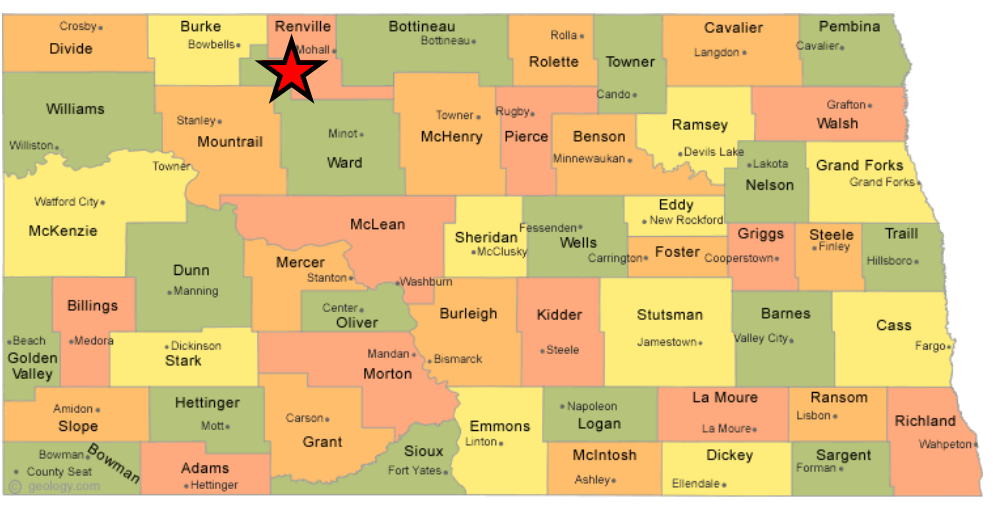 Crosby
Divide
Burke
Bowbells
Renville
Mohall
Bottineau
Bottineau
Rolla
Rolette
Towner
Cando
Cavalier
Langdon
Pembina
Cavalier
Williams
Williston
Stanley
Mountrail
Minot
Ward
Towner
McHenry
Rugby
Pierce
Benson
Minnewaukan
Ramsey
Devils Lake
Grafton
Walsh
Lakota
Nelson
Grand Forks
Grand Forks
Towner
Watford City
McKenzie
Dunn
Manning
McLean
Washburn
Mercer
Stanton
Center
Oliver
Sheridan
McClusky
Fessenden
Wells
Eddy
New Rockford
Carrington
Foster
Griggs
Cooperstown
Steele
Finley
Traill
Hillsboro
Beach
Golden
Valley
Billings
Medora
Dickinson
Stark
Mandan
Morton
Burleigh
Bismarck
Kidder
Steele
Stutsman
Jamestown
Barnes
Valley City
Cass
Fargo
Amidon
Slope
Hettinger
Mott
Carson
Grant
Sioux
Fort Yates
Emmons
Linton
Napoleon
Logan
La Moure
La Moure
Ransom
Lisbon
Richland
Wahpeton
Bowman
Bowman
County Seat
© geology.com
Adams
Hettinger
McIntosh
Ashley
Dickey
Ellendale
Sargent
Forman